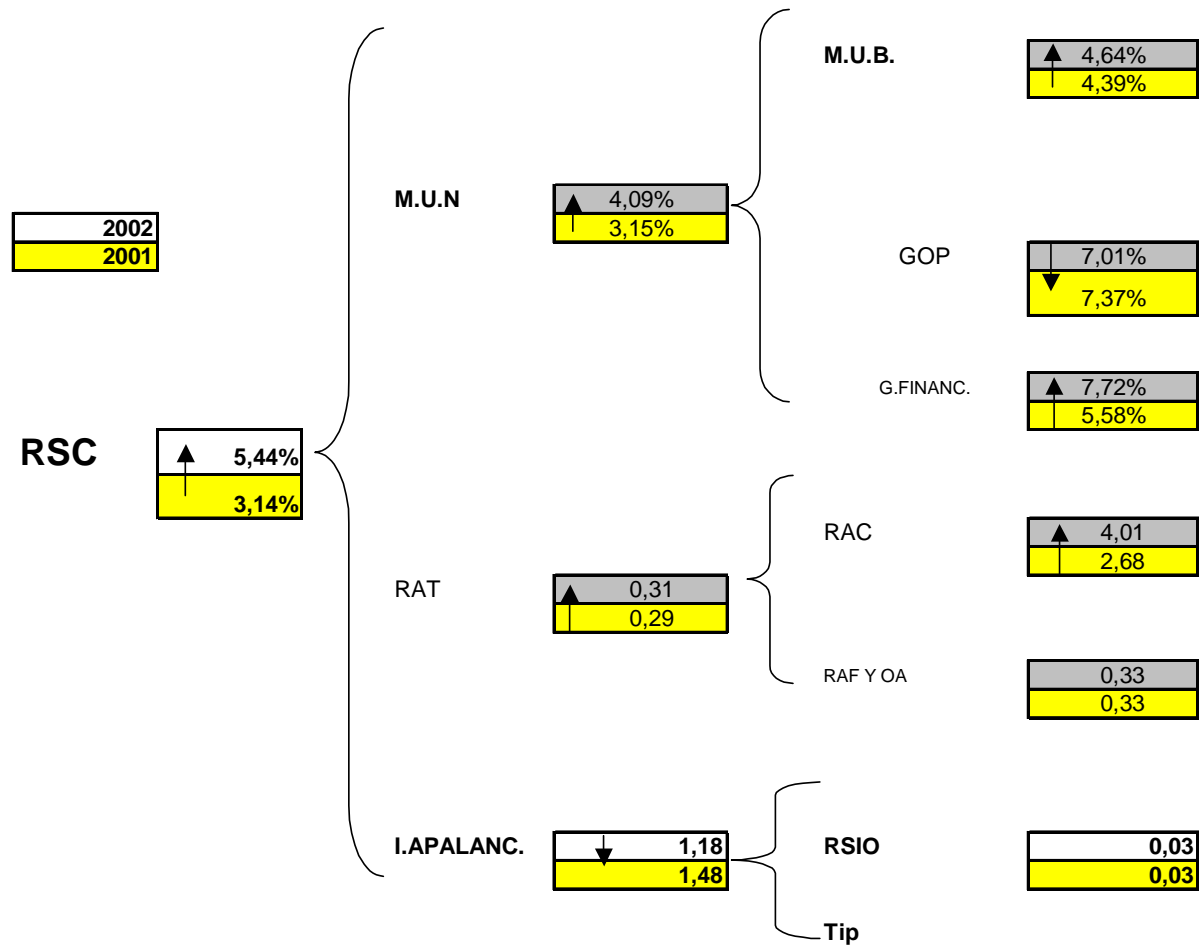 M.U.B.
4,64%
4,39%
M.U.N
4,09%
3,15%
2002
2001
GOP
7,01%
7,37%
G.FINANC.
7,72%
5,58%
RSC
5,44%
3,14%
RAC
4,01
2,68
RAT
0,31
0,29
RAF Y OA
0,33
0,33
I.APALANC.
1,18
1,48
RSIO
0,03
0,03
Tip